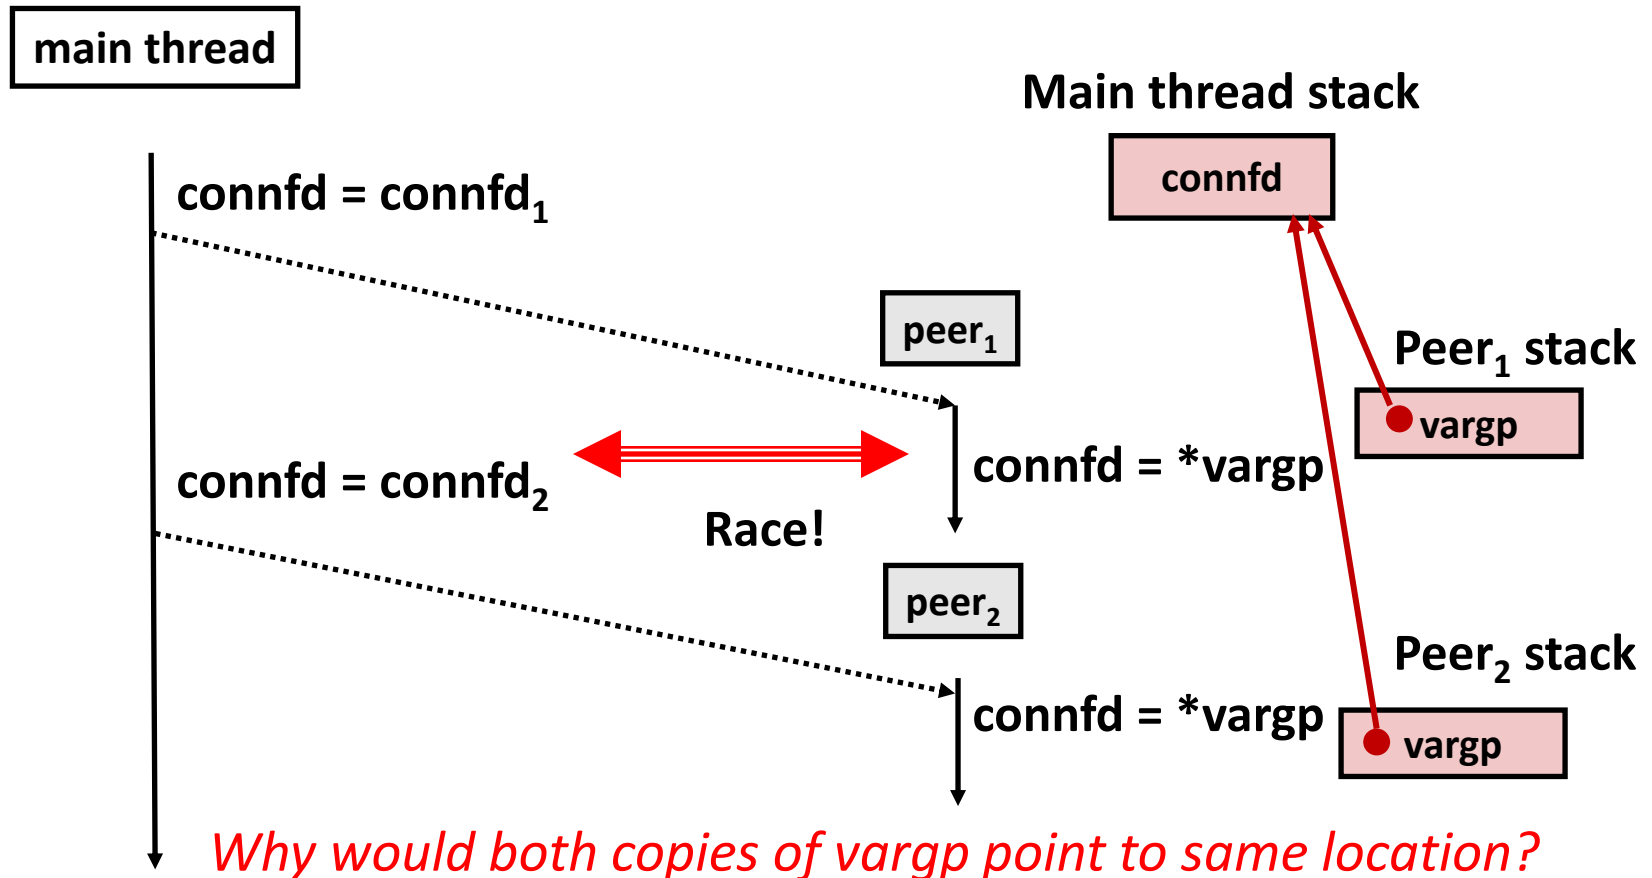 main thread
Main thread stack
connfd
connfd = connfd₁
peer₁
Peer₁ stack
vargp
connfd = *vargp
connfd = connfd₂
Race!
peer₂
Peer₂ stack
connfd = *vargp
vargp
Why would both copies of vargp point to same location?